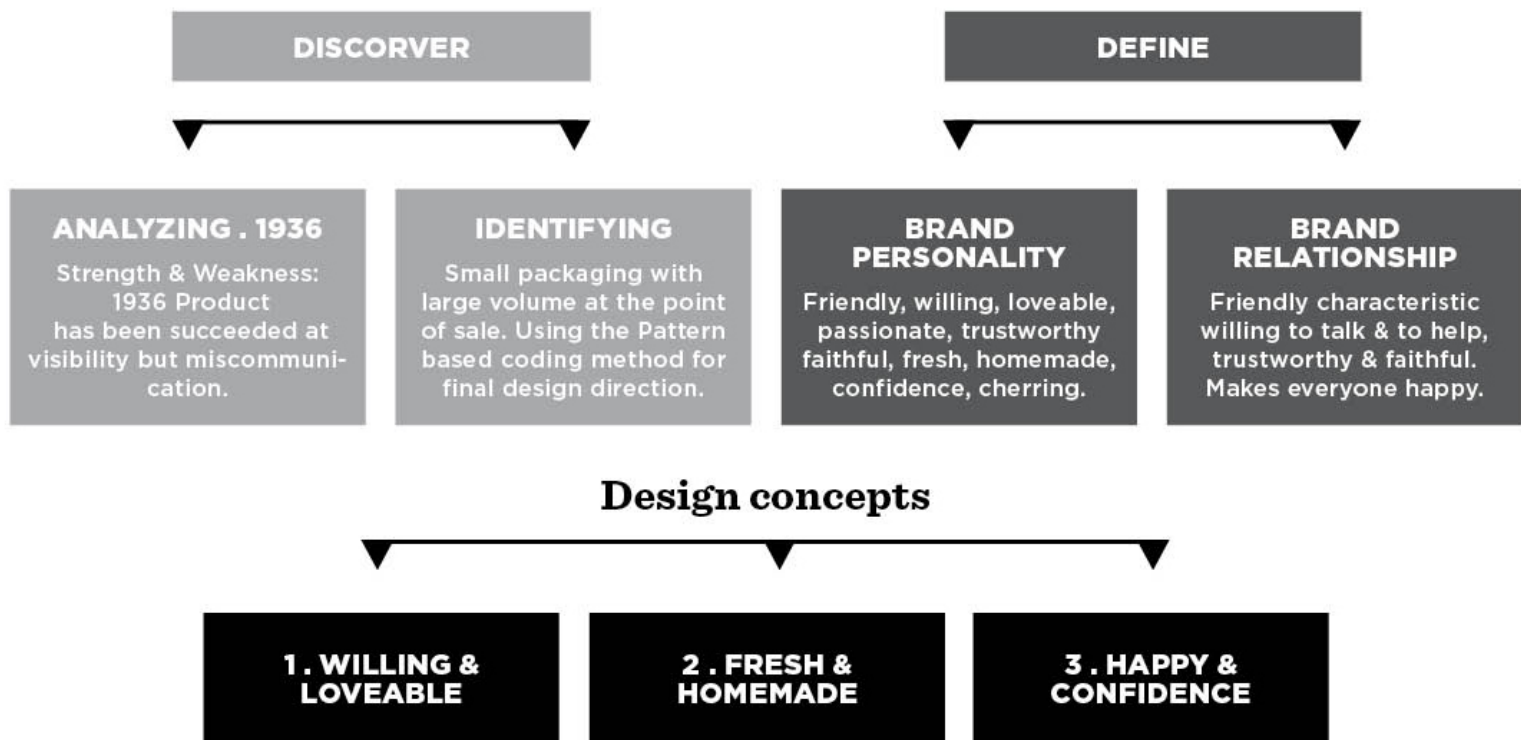 DISCORVER
DEFINE
ANALYZING . 1936
Strength & Weakness:
1936 Product
has been succeeded at
visibility but miscommuni-
cation.
IDENTIFYING
Small packaging with
large volume at the point
of sale. Using the Pattern
based coding method for
final design direction.
BRAND
PERSONALITY
Friendly, willing, loveable,
passionate, trustworthy
faithful, fresh, homemade,
confidence, cherring.
BRAND
RELATIONSHIP
Friendly characteristic
willing to talk & to help,
trustworthy & faithful.
Makes everyone happy.
Design concepts
1 . WILLING &
LOVEABLE
2 . FRESH &
HOMEMADE
3 . HAPPY &
CONFIDENCE